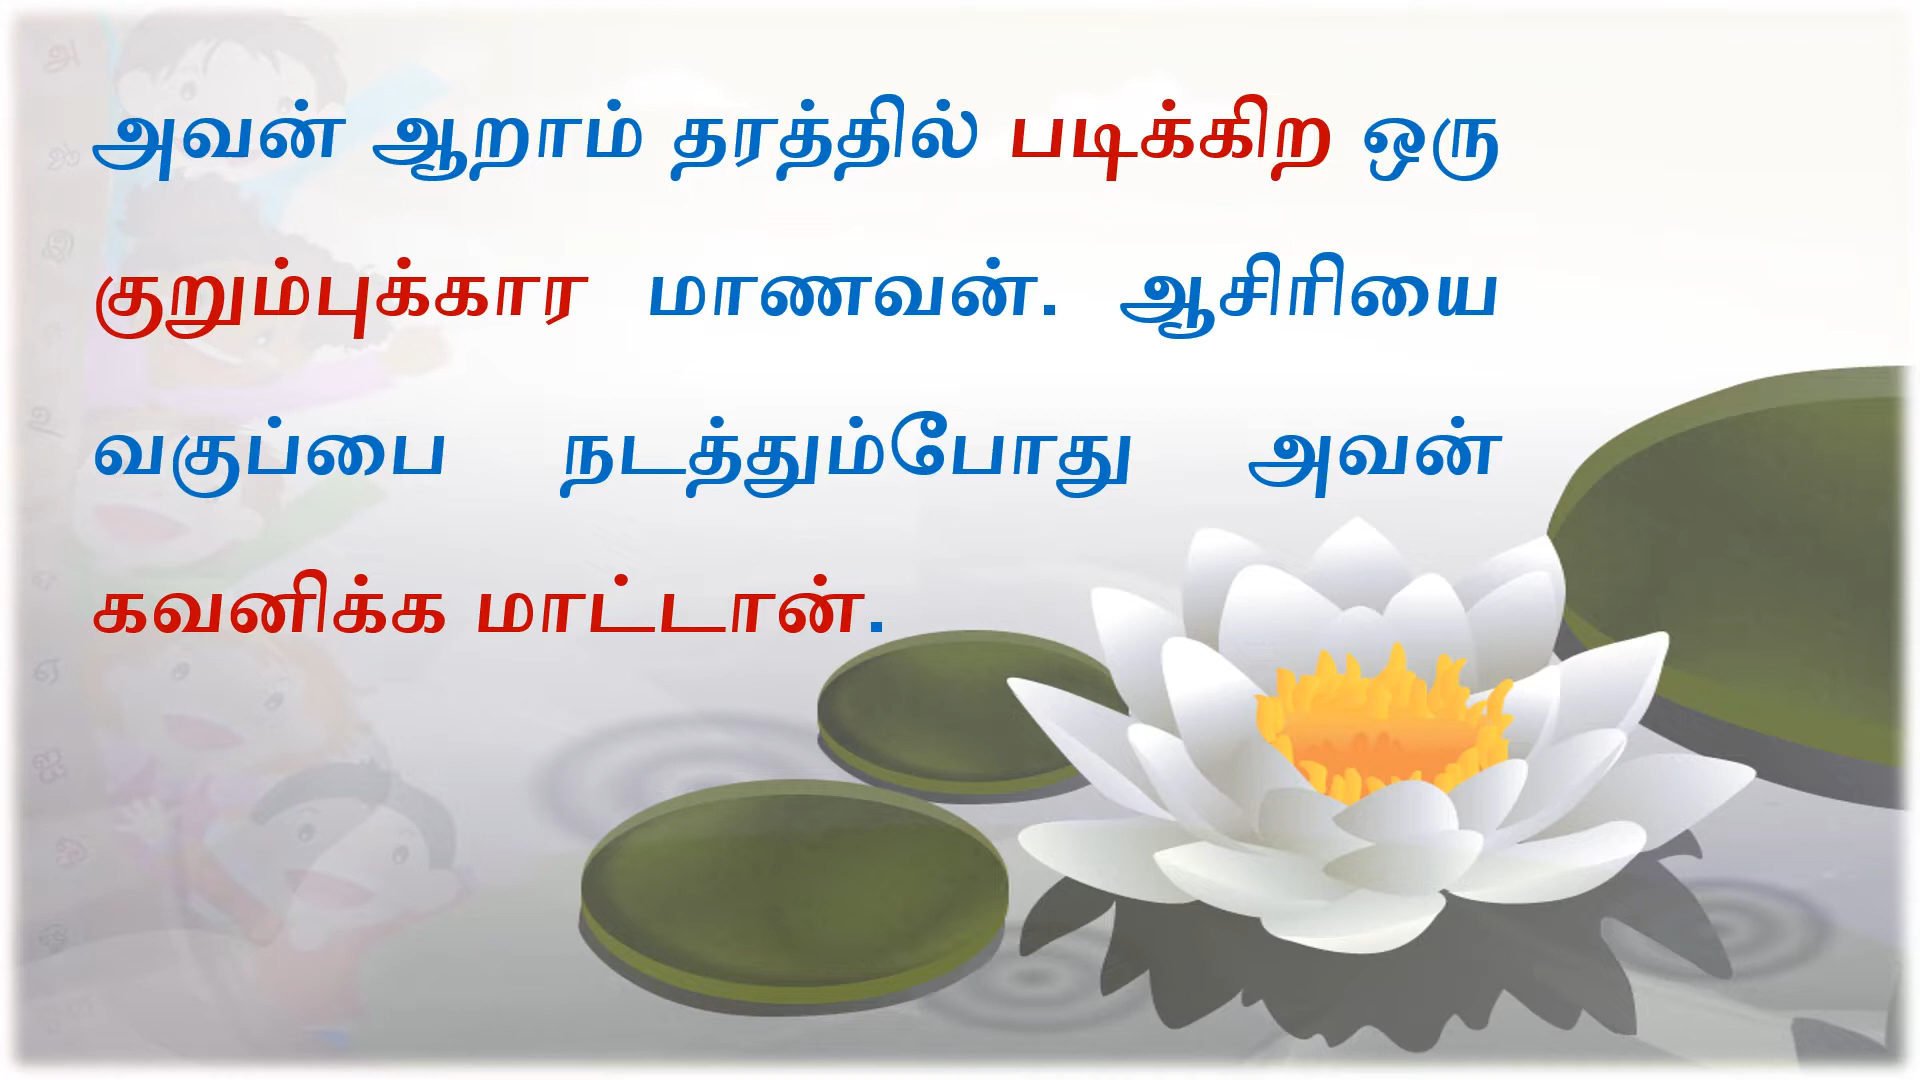 அவன் ஆறாம் தரத்தில் படிக்கிற ஒரு
குறும்புக்கார மாணவன். ஆசிரியை
வகுப்பை நடத்தும்போது அவன்
கவனிக்க மாட்டான்.